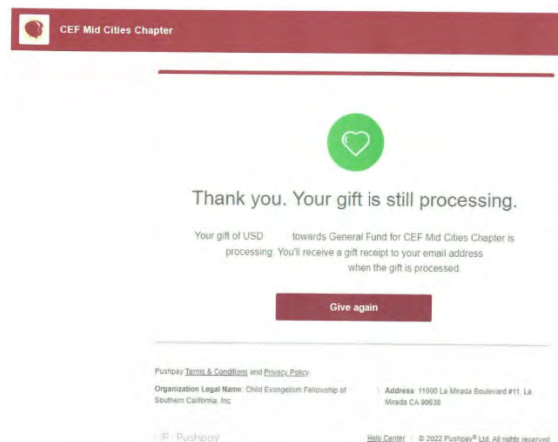 CEF Mid Cities Chapter
Thank you. Your gift is still processing.
Your gift of USD towards General Fund for CEF Mid Cities Chapter is
processing. You'll receive a gift receipt to your email address
when the gift is processed.
Give again
Pushpay Terms & Conditions and Privacy Policy.
Organization Legal Name: Child Evangelism Fellowship of
Southern California, Inc
Address: 11900 La Mirada Boulevard #11, La
Mirada CA 90638
Pushpay
Help Center | © 2022 Pushpay® Ltd. All rights reserved